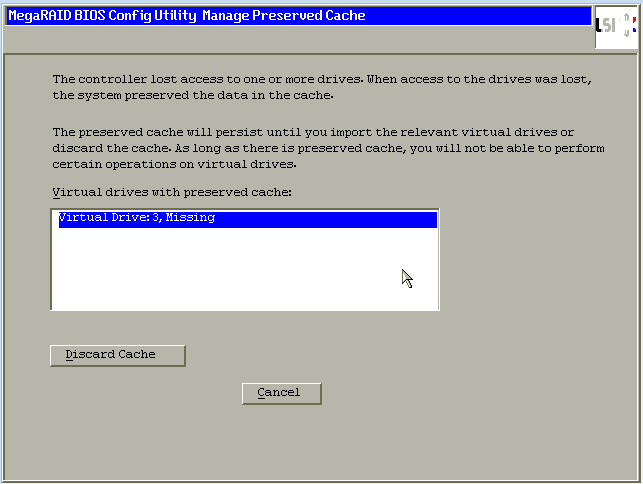 MegaRAID BIOS Config Utility Manage Preserved Cache
LSI
The controller lost access to one or more drives. When access to the drives was lost,
the system preserved the data in the cache.
The preserved cache will persist until you import the relevant virtual drives or
discard the cache. As long as there is preserved cache, you will not be able to perform
certain operations on virtual drives.
Virtual drives with preserved cache:
Virtual Drive: 3, Missing
Discard Cache
Cancel